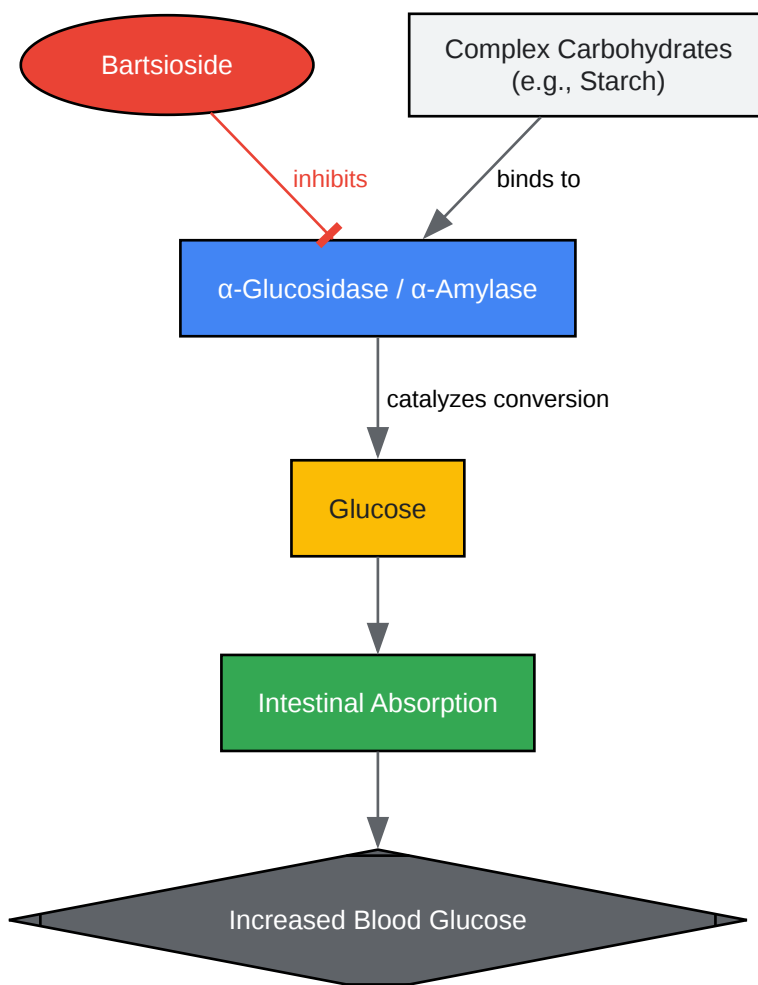 Bartsioside
Complex Carbohydrates
(e.g., Starch)
inhibits
binds to
α-Glucosidase / α-Amylase
catalyzes conversion
Glucose
Intestinal Absorption
Increased Blood Glucose